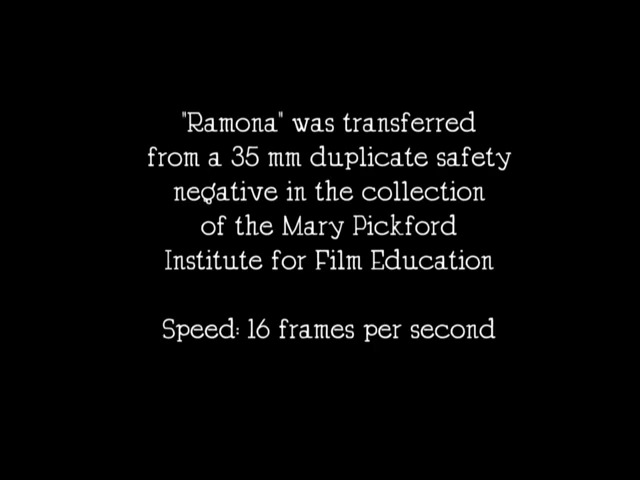 "Ramona" was transferred
from a 35 mm duplicate safety
negative in the collection
of the Mary Pickford
Institute for Film Education
Speed: 16 frames per second